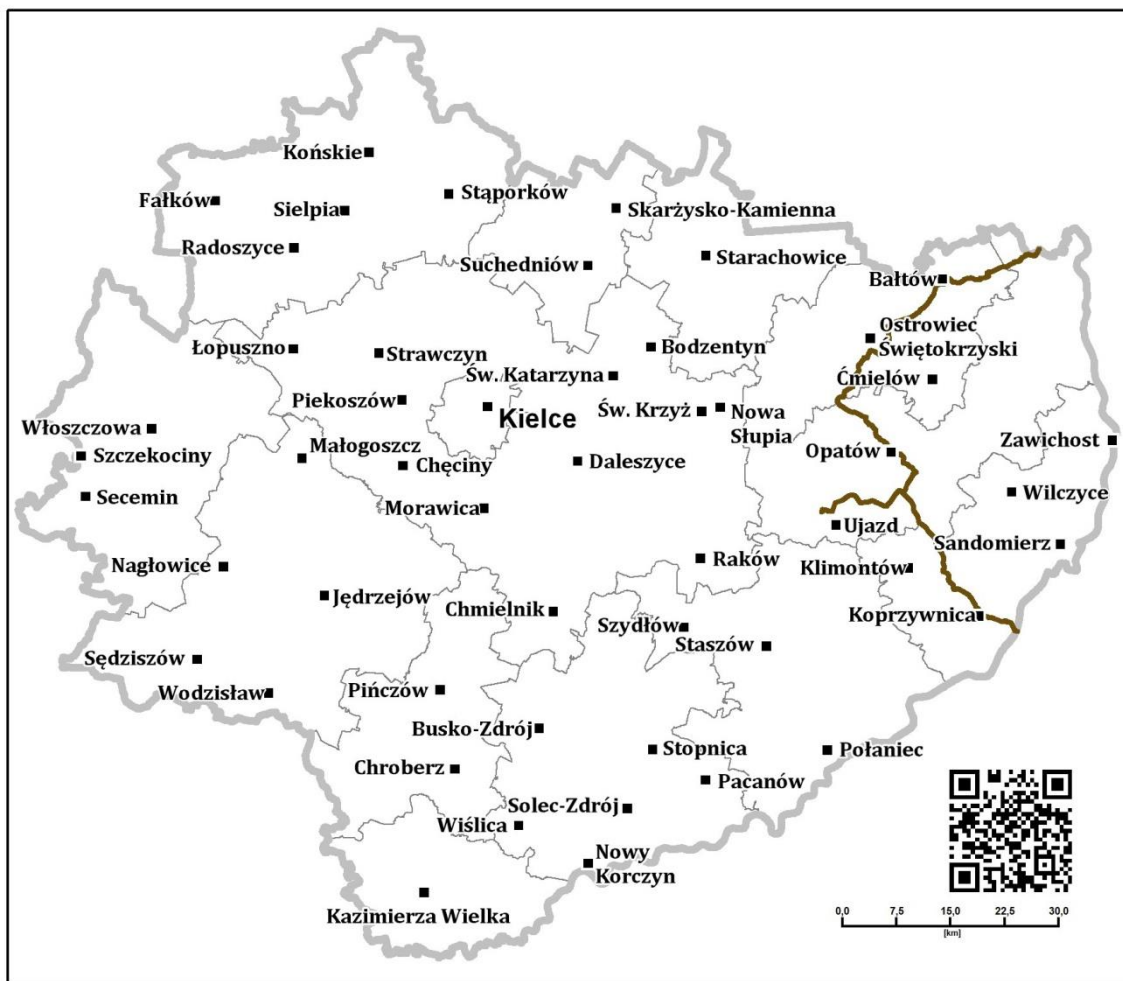 Końskie
Fałków
Stąporków
Sielpia
Skarżysko-Kamienna
Radoszyce
Starachowice
Suchedniów
Bałtów
Ostrowiec
Świętokrzyski
Łopuszno
Strawczyn
Bodzentyn
Św. Katarzyna
Ćmielów
Piekoszów
Kielce
Św. Krzyż
Nowa
Słupia
Włoszczowa
Małogoszcz
Zawichost
Szczekociny
Chęciny
Daleszyce
Opatów
Secemin
Wilczyce
Morawica
Ujazd
Sandomierz
Nagłowice
Raków
Klimontów
Jędrzejów
Chmielnik
Koprzywnica
Szydłów
Staszów
Sędziszów
Wodzisław
Pińczów
Busko-Zdrój
Stopnica
Połaniec
Chroberz
Pacanów
Solec-Zdrój
Wiślica
Nowy
Korczyn
Kazimierza Wielka
0,0 7,5 15,0 22,5 30,0
[km]